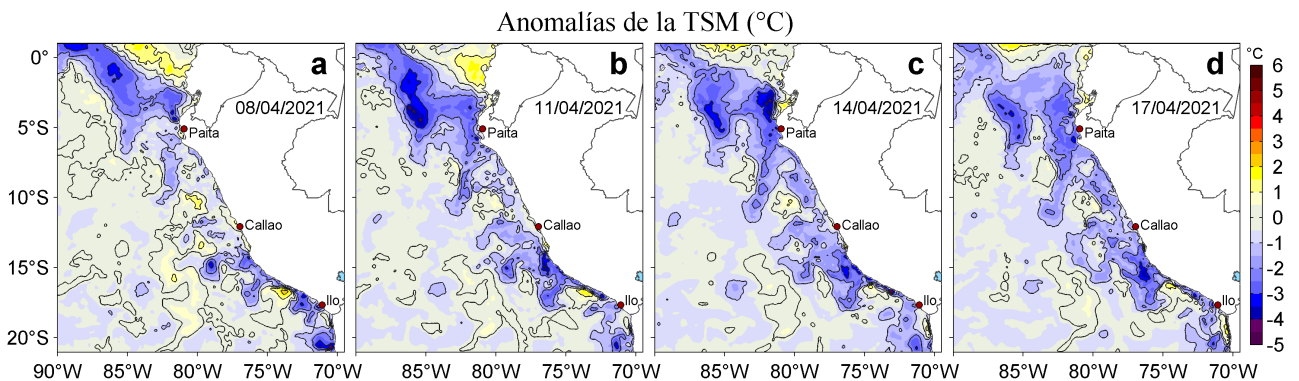 Anomalías de la TSM (°C)
a
b
c
d
08/04/2021
11/04/2021
14/04/2021
17/04/2021
0°
5°S
10°S
15°S
20°S
Paita
Callao
Ilo
Paita
Callao
Ilo
Paita
Callao
Ilo
Paita
Callao
Ilo
90°W 85°W 80°W 75°W 70°W
85°W 80°W 75°W 70°W
85°W 80°W 75°W 70°W
85°W 80°W 75°W 70°W
°C
6
5
4
3
2
1
0
-1
-2
-3
-4
-5